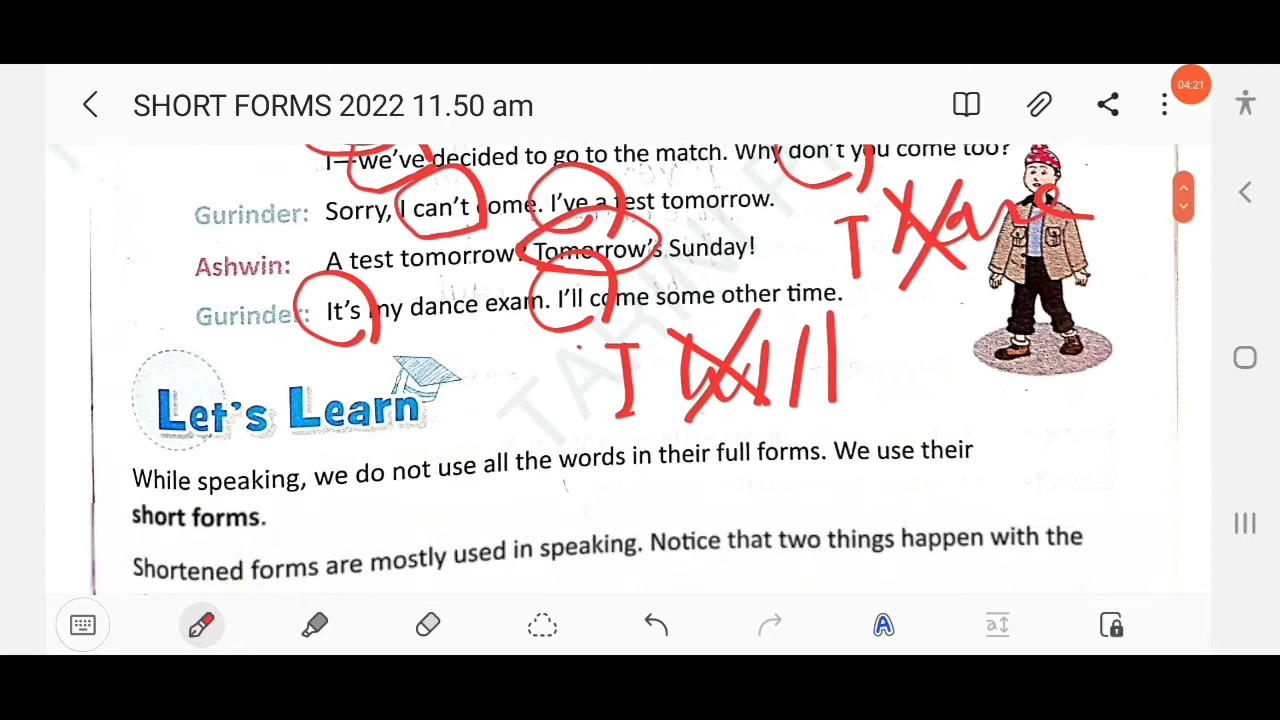 04:21
SHORT FORMS 2022 11.50 am
I—we've decided to go to the match. Why don't you come too?
Gurinder: Sorry, I can't come. I've a test tomorrow.
I have
Ashwin: A test tomorrow? Tomorrow's Sunday!
Gurinder: It's my dance exam. I'll come some other time.
I will
Let's Learn
While speaking, we do not use all the words in their full forms. We use their
short forms.
Shortened forms are mostly used in speaking. Notice that two things happen with the